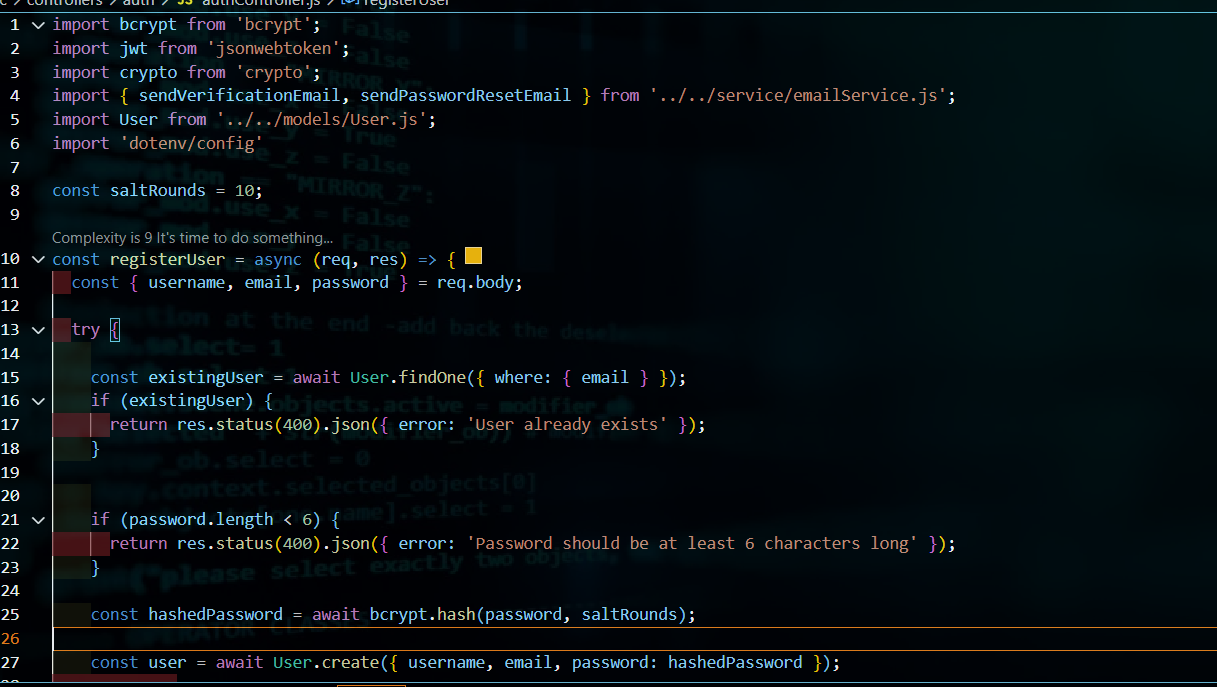 controllers > auth > JS authController.js > registerUser
1 import bcrypt from 'bcrypt';
2 import jwt from 'jsonwebtoken';
3 import crypto from 'crypto';
4 import { sendVerificationEmail, sendPasswordResetEmail } from '../../service/emailService.js';
5 import User from '../../models/User.js';
6 import 'dotenv/config'
7
8 const saltRounds = 10;
9
Complexity is 9 It's time to do something...
10 const registerUser = async (req, res) => {
11 const { username, email, password } = req.body;
12
13 try {
14
15 const existingUser = await User.findOne({ where: { email } });
16 if (existingUser) {
17 return res.status(400).json({ error: 'User already exists' });
18 }
19
20
21 if (password.length < 6) {
22 return res.status(400).json({ error: 'Password should be at least 6 characters long' });
23 }
24
25 const hashedPassword = await bcrypt.hash(password, saltRounds);
26
27 const user = await User.create({ username, email, password: hashedPassword });